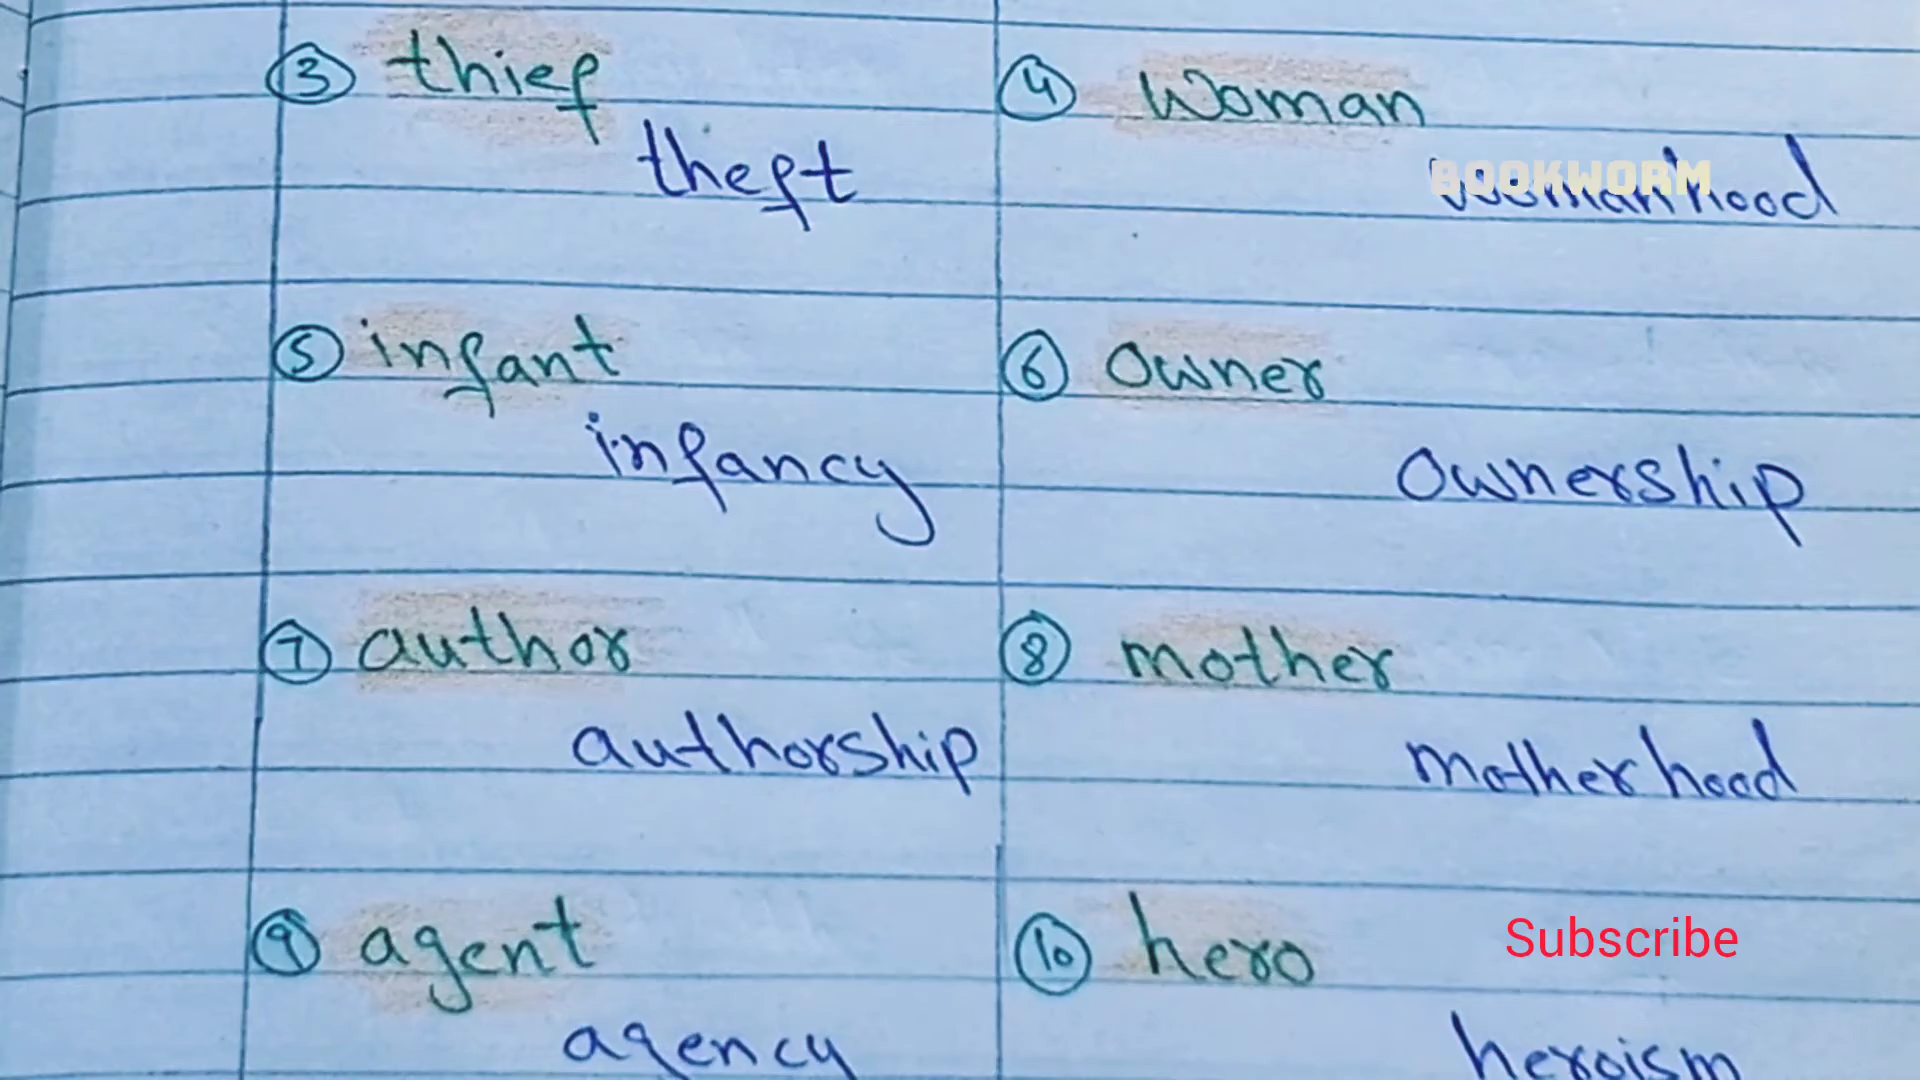 3 thief
4 Woman
theft
BOOKWORM
womanhood
5 infant
6 Owner
infancy
Ownership
7 author
8 mother
authorship
motherhood
9 agent
10 hero
Subscribe
agency
heroism